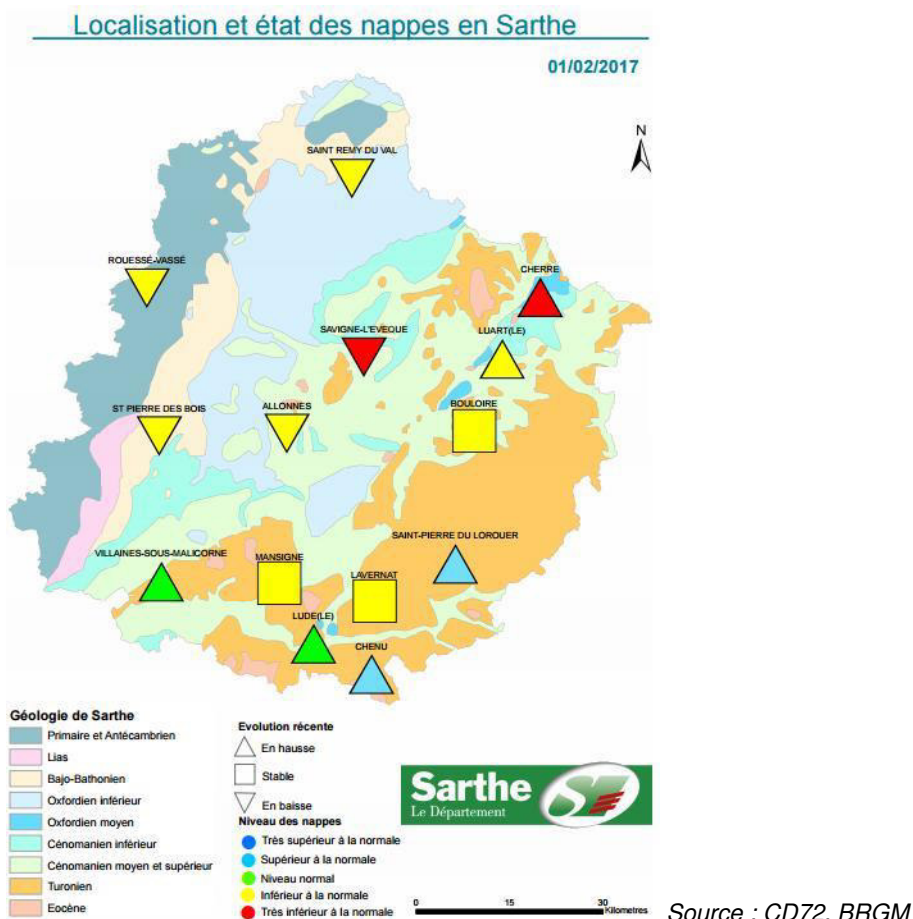 Localisation et état des nappes en Sarthe
01/02/2017
N
SAINT REMY DU VAL
ROUESSÉ-VASSÉ
CHERRE
SAVIGNE-L'EVEQUE
LUART(LE)
ST PIERRE DES BOIS
ALLONNES
BOULOIRE
SAINT-PIERRE DU LOROUER
VILLAINES-SOUS-MALICORNE
MANSIGNE
LAVERNAT
LUDE(LE)
CHENU
Géologie de Sarthe
Primaire et Antécambrien
Lias
Bajo-Bathonien
Oxfordien inférieur
Oxfordien moyen
Cénomanien inférieur
Cénomanien moyen et supérieur
Turonien
Eocène
Evolution récente
En hausse
Stable
En baisse
Niveau des nappes
Très supérieur à la normale
Supérieur à la normale
Niveau normal
Inférieur à la normale
Très inférieur à la normale
Sarthe
Le Département
0 15 30
Kilometres
Source : CD72, BRGM